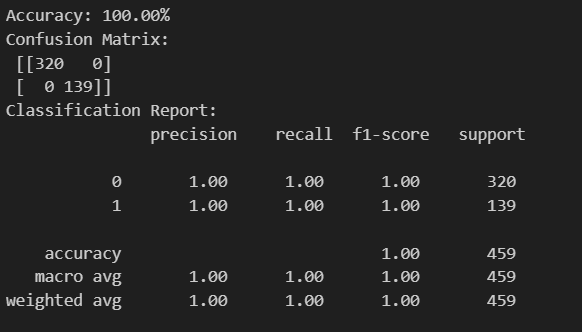 Accuracy: 100.00%
Confusion Matrix:
[[320   0]
[  0 139]]
Classification Report:
precision    recall  f1-score   support
0       1.00      1.00      1.00       320
1       1.00      1.00      1.00       139
accuracy                           1.00       459
macro avg       1.00      1.00      1.00       459
weighted avg       1.00      1.00      1.00       459